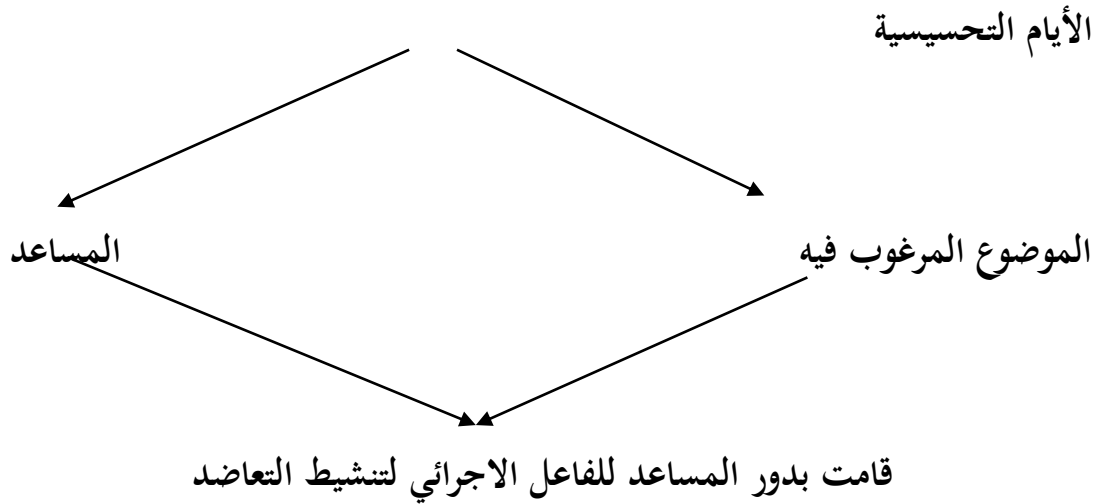 الأيام التحسيسية
الموضوع المرغوب فيه
المساعد
قامت بدور المساعد للفاعل الاجرائي لتنشيط التعاضد